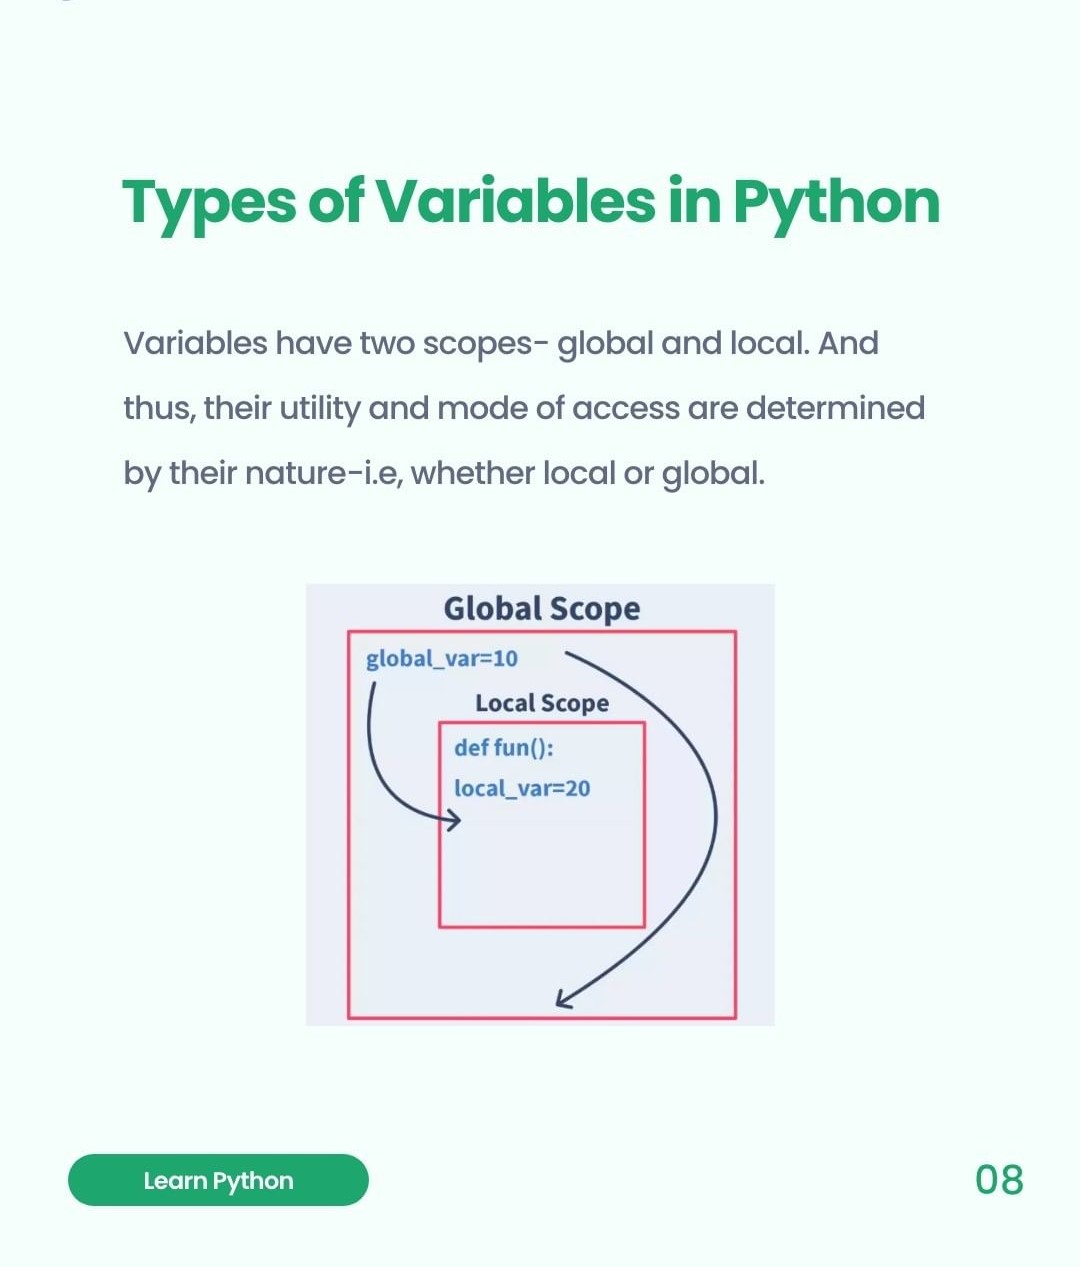 Types of Variables in Python
Variables have two scopes- global and local. And
thus, their utility and mode of access are determined
by their nature-i.e, whether local or global.
Global Scope
global_var=10
Local Scope
def fun():
local_var=20
Learn Python
08